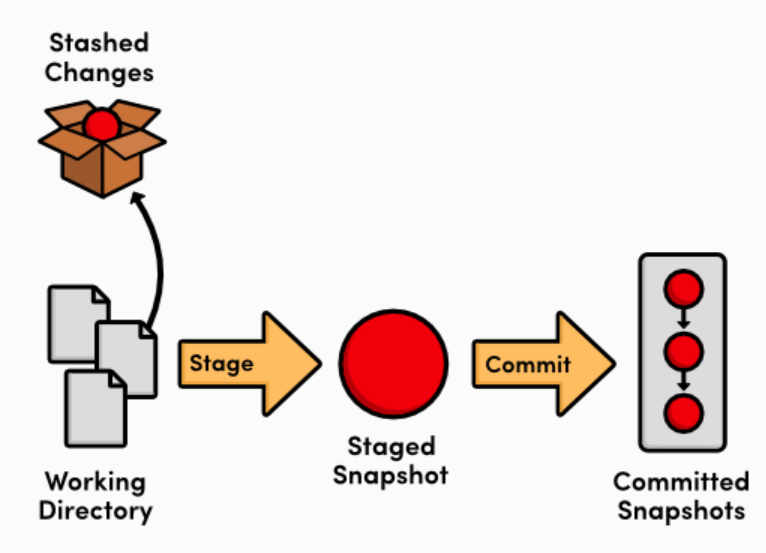 Stashed
Changes
Stage
Commit
Staged
Snapshot
Working
Directory
Committed
Snapshots